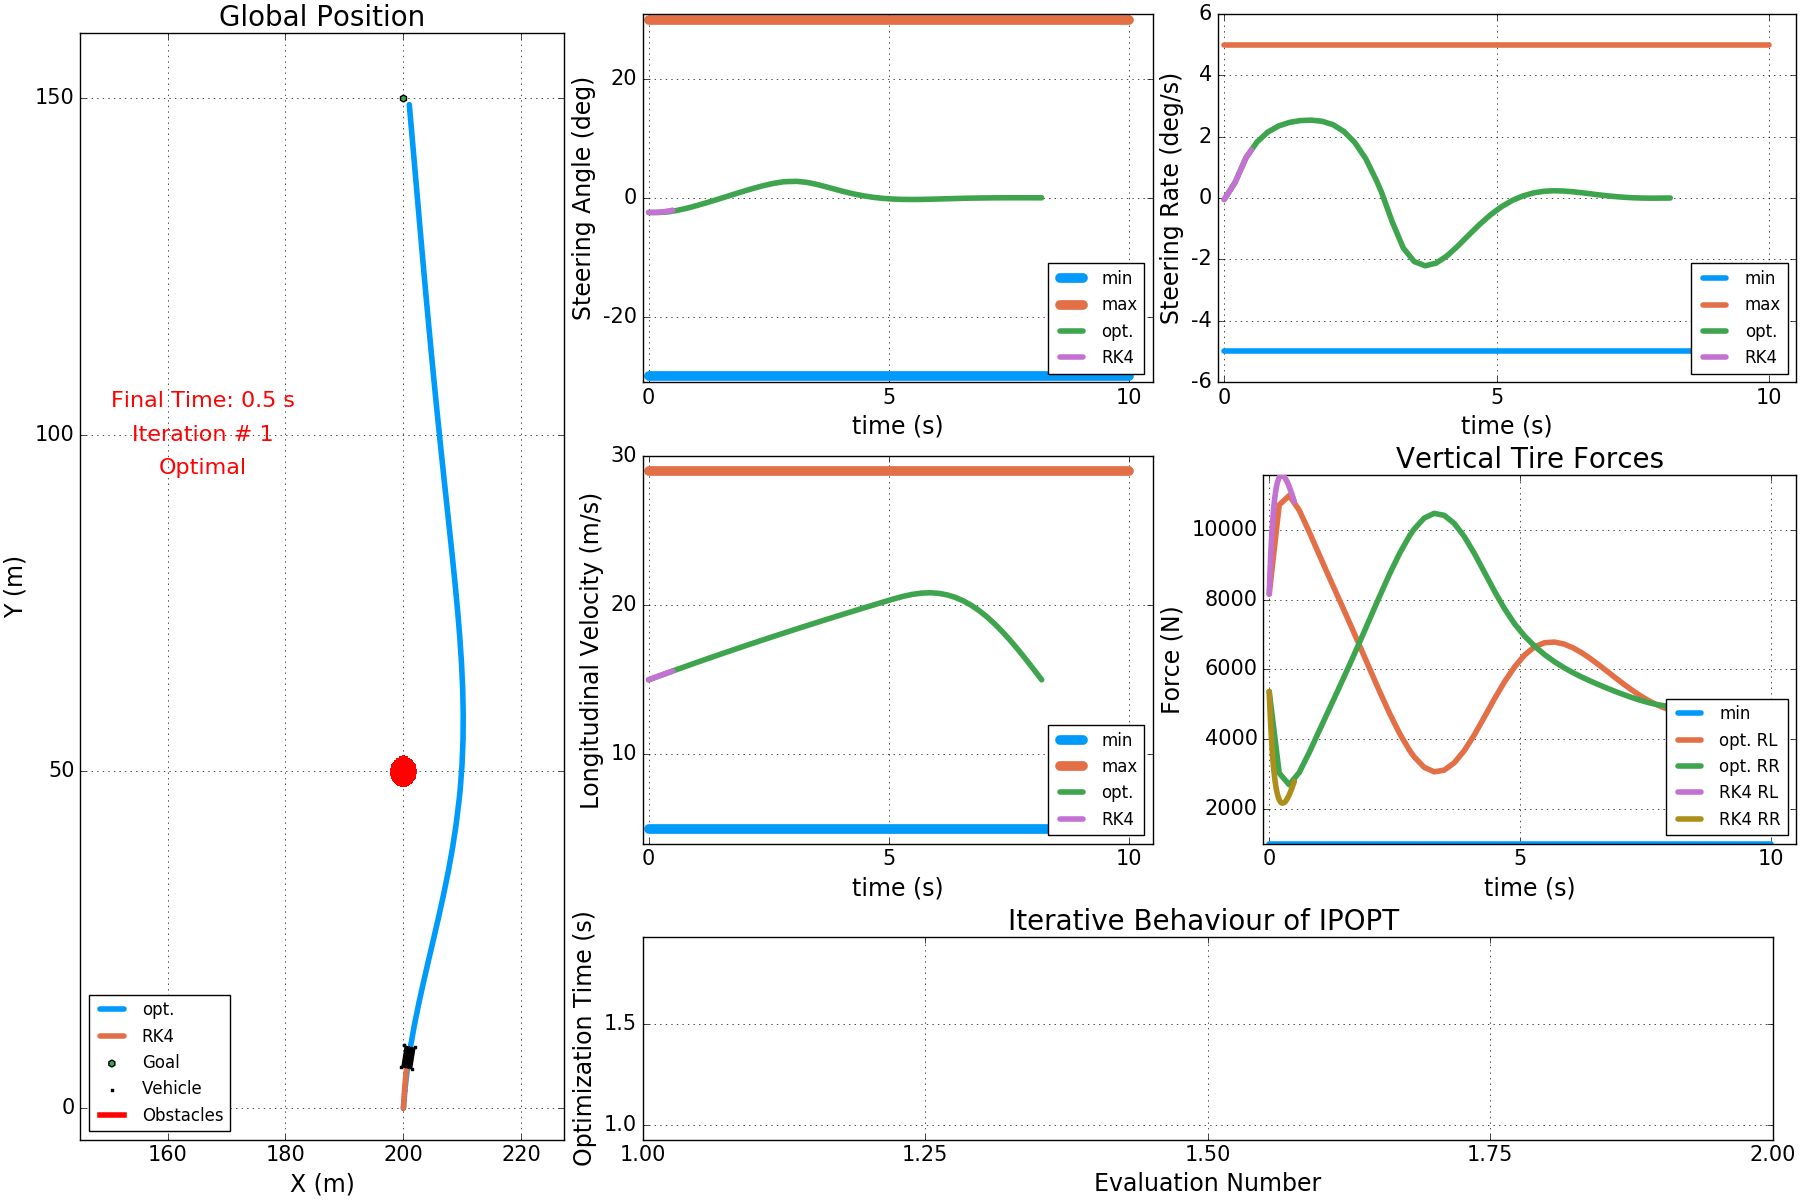 Global Position
150
100
50
0
Y (m)
Final Time: 0.5 s
Iteration # 1
Optimal
opt.
RK4
Goal
Vehicle
Obstacles
160 180 200 220
X (m)
Steering Angle (deg)
20
0
-20
min
max
opt.
RK4
0 5 10
time (s)
Steering Rate (deg/s)
6
4
2
0
-2
-4
-6
min
max
opt.
RK4
0 5 10
time (s)
Longitudinal Velocity (m/s)
30
20
10
min
max
opt.
RK4
0 5 10
time (s)
Vertical Tire Forces
Force (N)
10000
8000
6000
4000
2000
min
opt. RL
opt. RR
RK4 RL
RK4 RR
0 5 10
time (s)
Iterative Behaviour of IPOPT
Optimization Time (s)
1.5
1.0
1.00 1.25 1.50 1.75 2.00
Evaluation Number